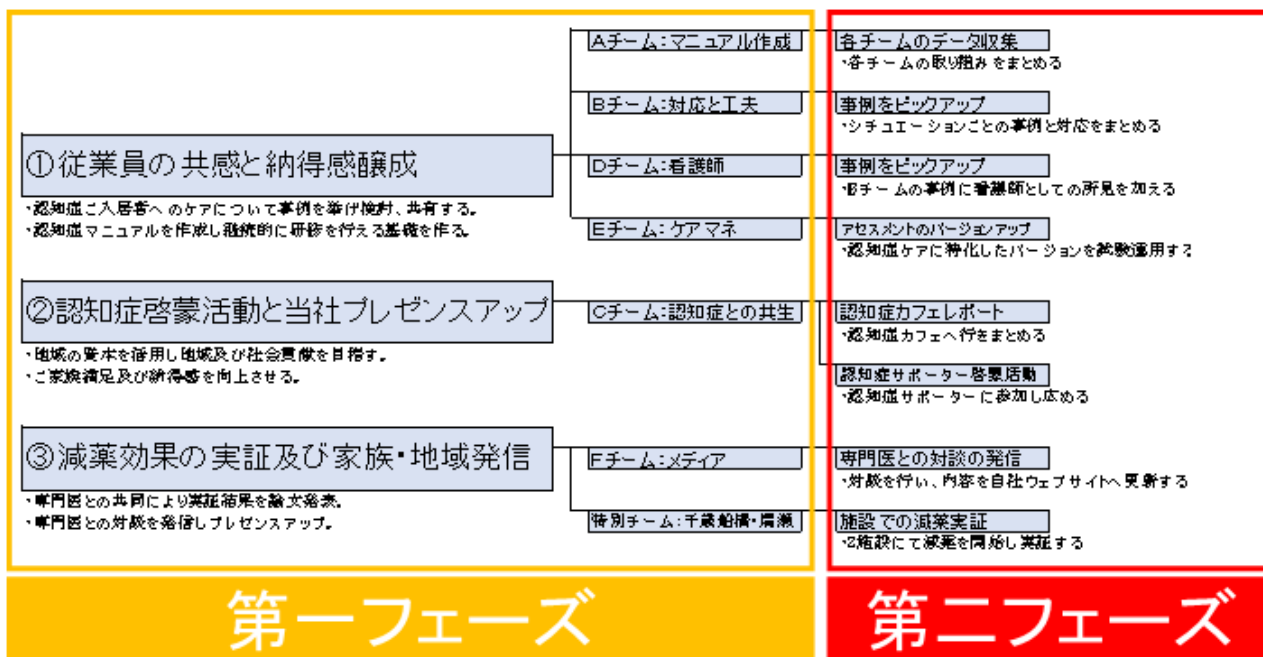 ①従業員の共感と納得感醸成
・認知症ご入居者へのケアについて事例を挙げ検討、共有する。
・認知症マニュアルを作成し継続的に研修を行える基礎を作る。
Aチーム:マニュアル作成
各チームのデータ収集
・各チームの取り組みをまとめる
Bチーム:対応と工夫
事例をピックアップ
・シチュエーションごとの事例と対応をまとめる
Dチーム:看護師
事例をピックアップ
・Bチームの事例に看護師としての所見を加える
Eチーム:ケアマネ
アセスメントのバージョンアップ
・認知症ケアに特化したバージョンを試験運用する
②認知症啓蒙活動と当社プレゼンスアップ
・地域の資本を活用し地域及び社会貢献を目指す。
・ご家族満足及び納得感を向上させる。
Cチーム:認知症との共生
認知症カフェレポート
・認知症カフェへ行をまとめる
認知症サポーター啓蒙活動
・認知症サポーターに参加し広める
③減薬効果の実証及び家族・地域発信
・専門医との共同により実証結果を論文発表。
・専門医との対談を発信しプレゼンスアップ。
Fチーム:メディア
専門医との対談の発信
・対談を行い、内容を自社ウェブサイトへ更新する
特別チーム:千歳船橋・廣瀬
施設での減薬実証
・2施設にて減薬を開始し実証する
第一フェーズ
第二フェーズ